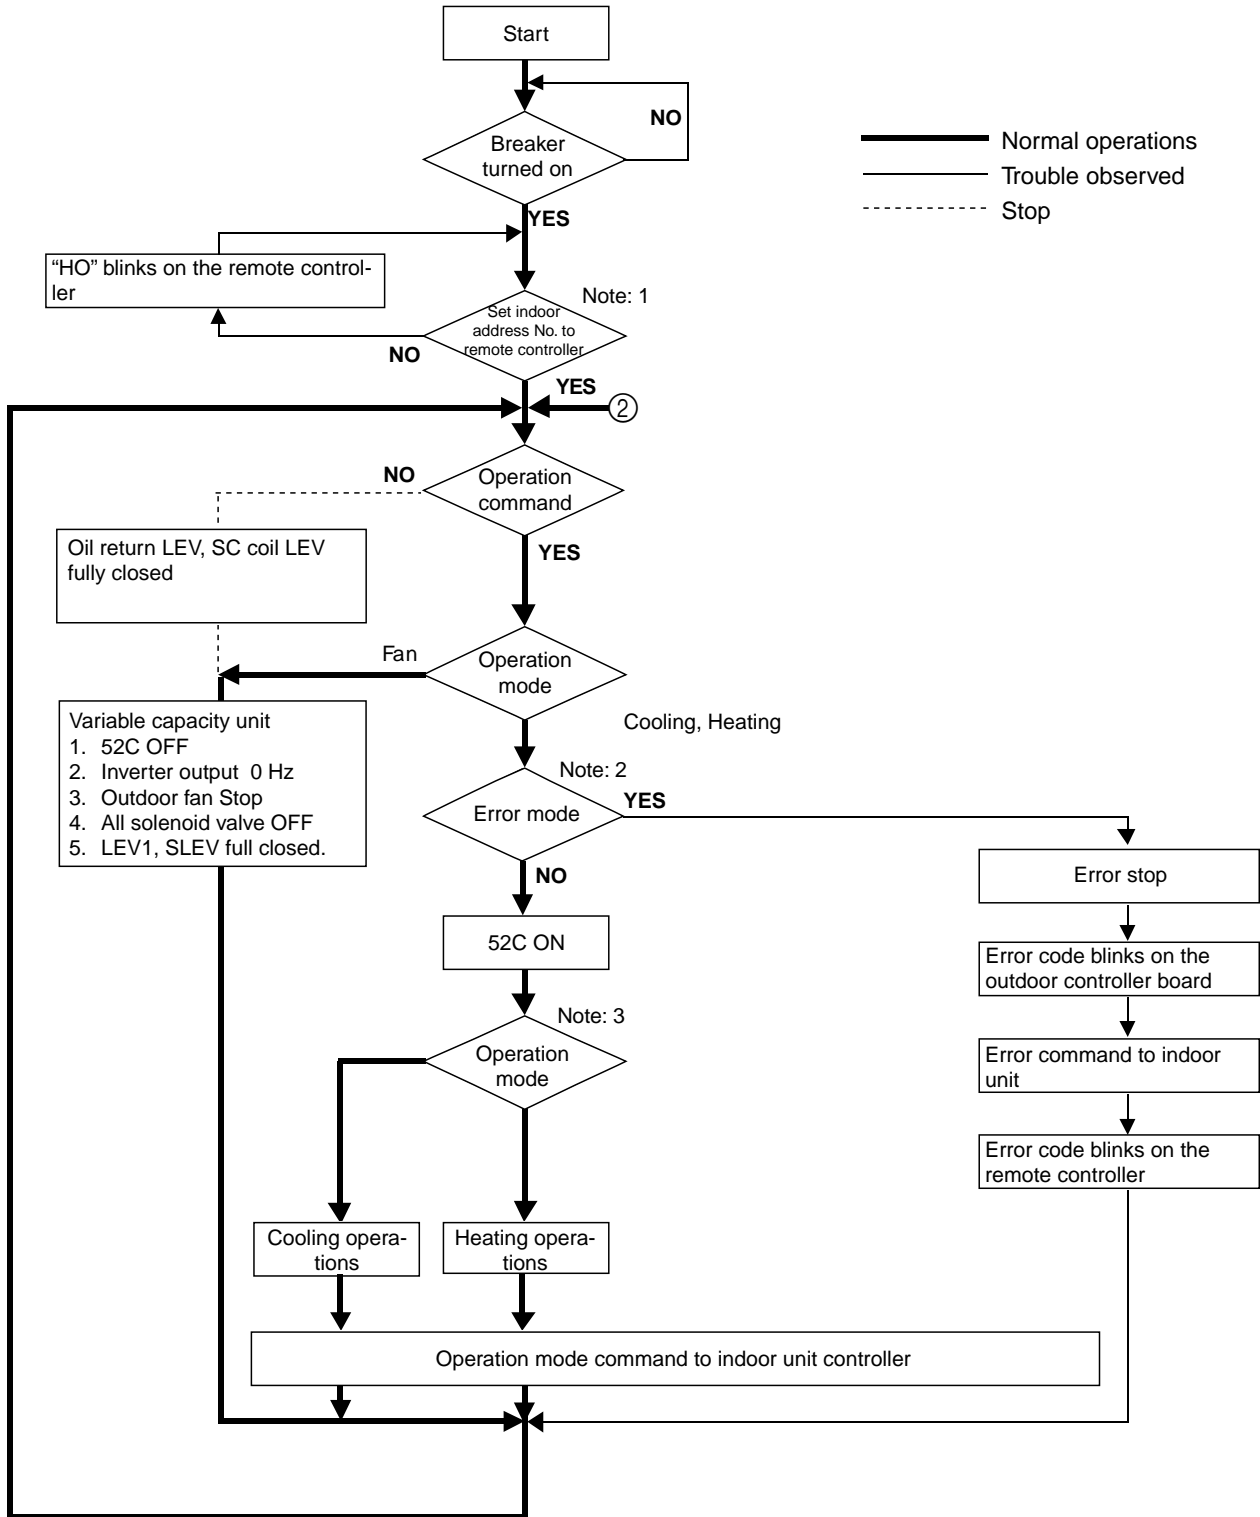 Start
NO
Breaker
turned on
Normal operations
Trouble observed
Stop
YES
“HO” blinks on the remote control-
ler
Note: 1
Set indoor
address No. to
remote controller
NO
YES
2
NO
Operation
command
Oil return LEV, SC coil LEV
fully closed
YES
Fan
Operation
mode
Variable capacity unit
1. 52C OFF
2. Inverter output 0 Hz
3. Outdoor fan Stop
4. All solenoid valve OFF
5. LEV1, SLEV full closed.
Cooling, Heating
Note: 2
Error mode
YES
NO
Error stop
52C ON
Error code blinks on the
outdoor controller board
Note: 3
Operation
mode
Error command to indoor
unit
Error code blinks on the
remote controller
Cooling opera-
tions
Heating opera-
tions
Operation mode command to indoor unit controller